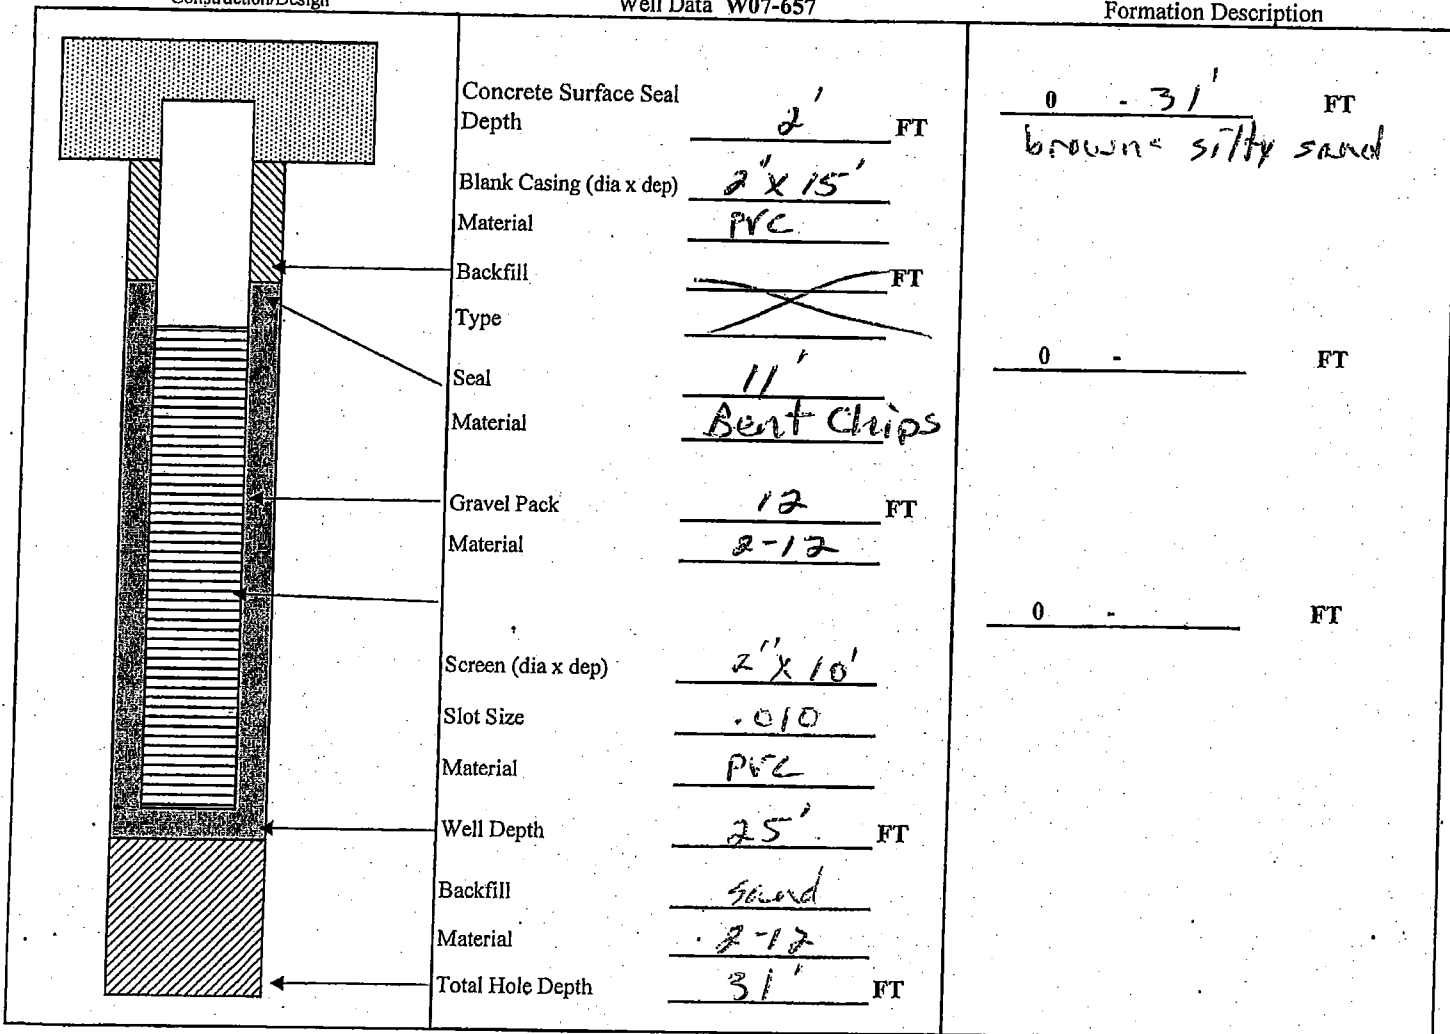 Construction/Design
Well Data W07-657
Formation Description
Concrete Surface Seal
Depth 2' FT
Blank Casing (dia x dep) 2" x 15'
Material PVC
Backfill FT
Type
Seal 11'
Material Bent Chips
Gravel Pack 12 FT
Material 2-12
Screen (dia x dep) 2" x 10'
Slot Size .010
Material PVC
Well Depth 25' FT
Backfill sand
Material 2-12
Total Hole Depth 31' FT
0 - 31' FT
brown silty sand
0 - FT
0 - FT